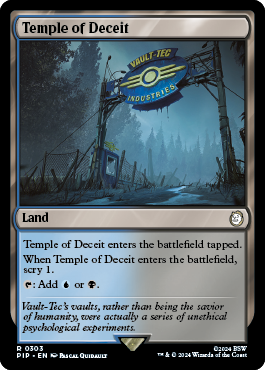 Temple of Deceit
VAULT-TEC
INDUSTRIES
Land
Temple of Deceit enters the battlefield tapped.
When Temple of Deceit enters the battlefield,
scry 1.
: Add or .
Vault-Tec's vaults, rather than being the savior
of humanity, were actually a series of unethical
psychological experiments.
R 0303
PIP • EN Pascal Quidault
©2024 BSW
™ & © 2024 Wizards of the Coast